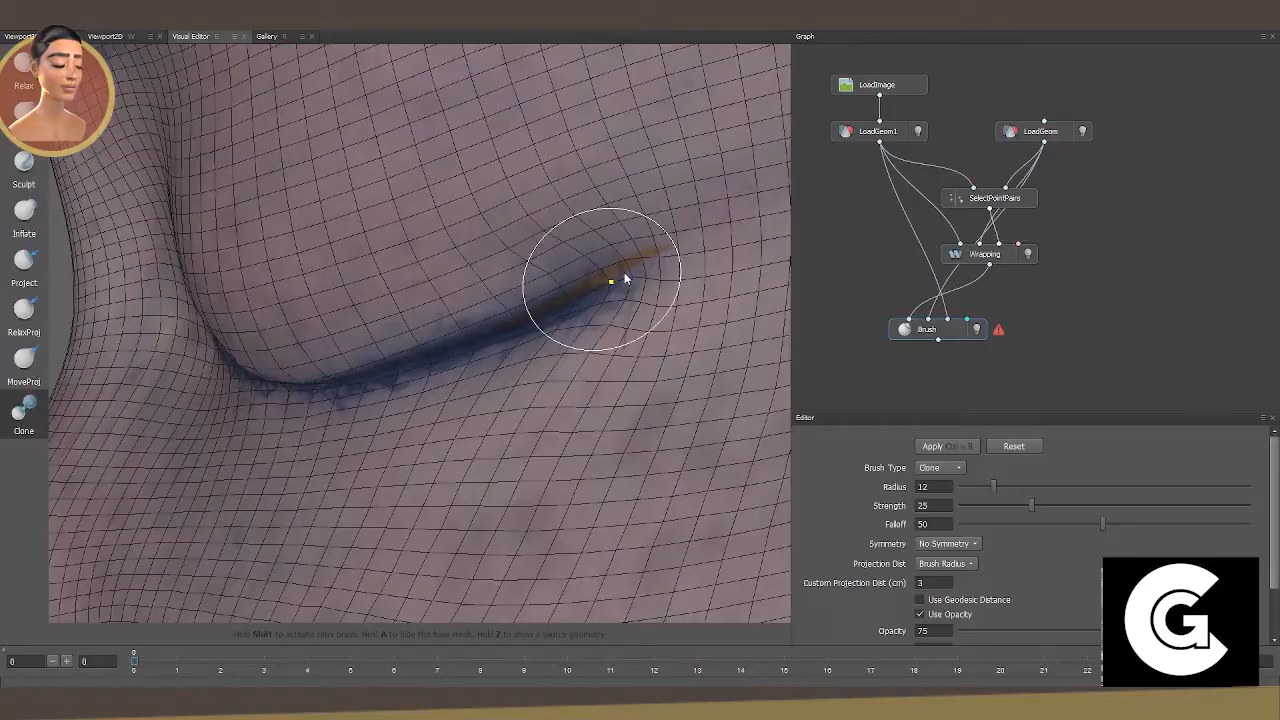 Viewport2D W
Visual Editor E
Gallery R
Graph
Relax
Sculpt
Inflate
Project
RelaxProj
MoveProj
Clone
LoadImage
LoadGeom1
LoadGeom
SelectPointPairs
Wrapping
Brush
Hold Shift to activate relax brush. Hold A to hide the base mesh. Hold Z to show a source geometry
Editor
Apply Ctrl + R
Reset
Brush Type Clone
Radius 12
Strength 25
Falloff 50
Symmetry No Symmetry
Projection Dist Brush Radius
Custom Projection Dist (cm) 3
Use Geodesic Distance
Use Opacity
Opacity 75
0 − + 0
0
0 1 2 3 4 5 6 7 8 9 10 11 12 13 14 15 16 17 18 19 20 21 22
CG